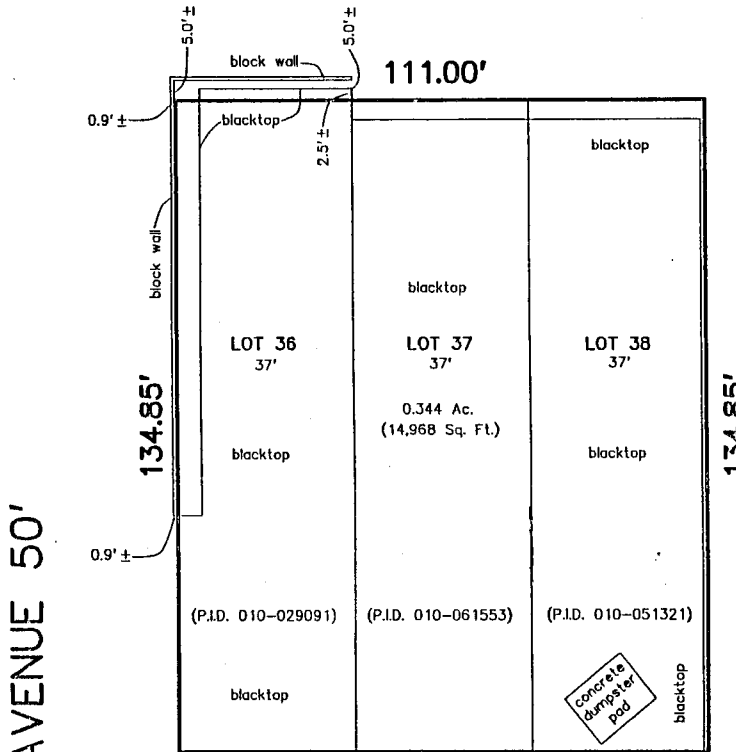 5.0' ±
5.0' ±
block wall
111.00'
0.9' ±
blacktop
2.5' ±
blacktop
block wall
blacktop
LOT 36
37'
LOT 37
37'
LOT 38
37'
134.85'
134.85'
0.344 Ac.
(14,968 Sq. Ft.)
blacktop
blacktop
AVENUE 50'
0.9' ±
(P.I.D. 010-029091)
(P.I.D. 010-061553)
(P.I.D. 010-051321)
blacktop
concrete
dumpster
pad
blacktop